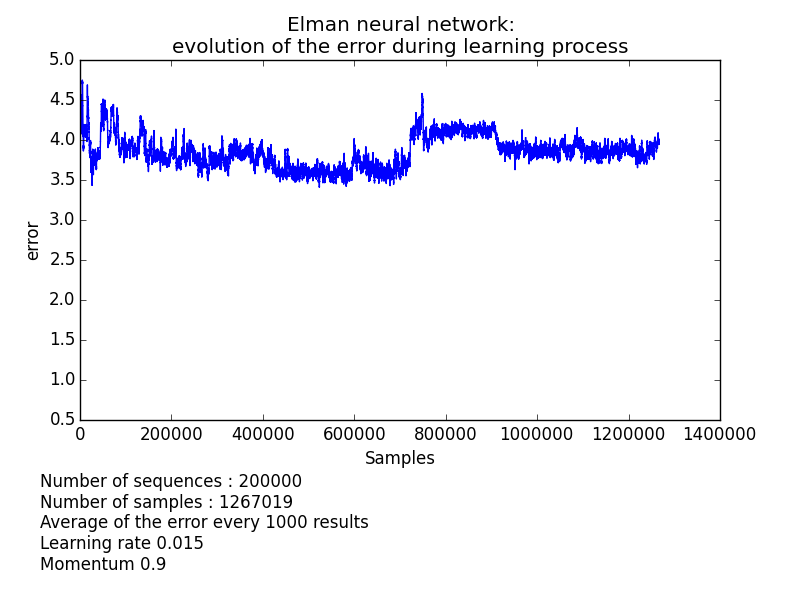 Elman neural network:
evolution of the error during learning process
5.0
4.5
4.0
3.5
3.0
2.5
2.0
1.5
1.0
0.5
error
0 200000 400000 600000 800000 1000000 1200000 1400000
Samples
Number of sequences : 200000
Number of samples : 1267019
Average of the error every 1000 results
Learning rate 0.015
Momentum 0.9